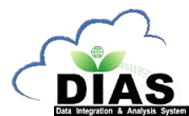 DIAS
Data Integration & Analysis System